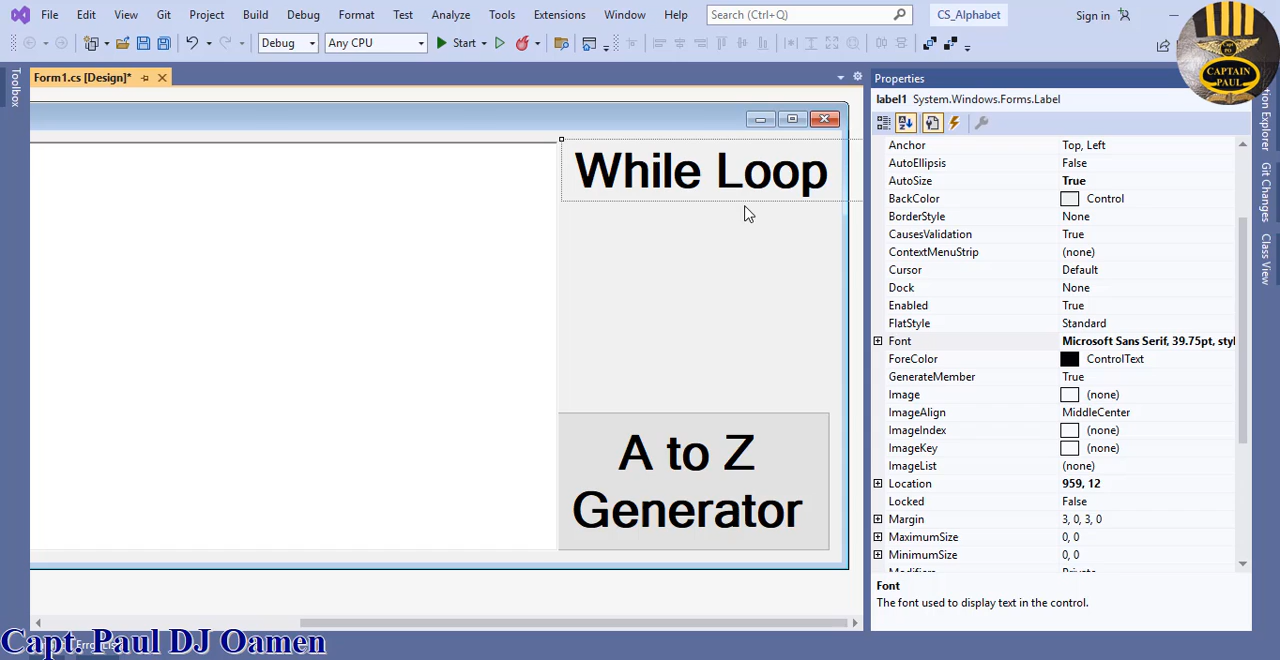 File Edit View Git Project Build Debug Format Test Analyze Tools Extensions Window Help Search (Ctrl+Q) CS_Alphabet Sign in
Debug Any CPU Start
CAPTAIN
PAUL
Toolbox
Form1.cs [Design]*
While Loop
A to Z
Generator
Properties
label1 System.Windows.Forms.Label
Anchor Top, Left
AutoEllipsis False
AutoSize True
BackColor Control
BorderStyle None
CausesValidation True
ContextMenuStrip (none)
Cursor Default
Dock None
Enabled True
FlatStyle Standard
Font Microsoft Sans Serif, 39.75pt, styl
ForeColor ControlText
GenerateMember True
Image (none)
ImageAlign MiddleCenter
ImageIndex (none)
ImageKey (none)
ImageList (none)
Location 959, 12
Locked False
Margin 3, 0, 3, 0
MaximumSize 0, 0
MinimumSize 0, 0
Font
The font used to display text in the control.
Git Changes
Class View
Capt. Paul DJ Oamen